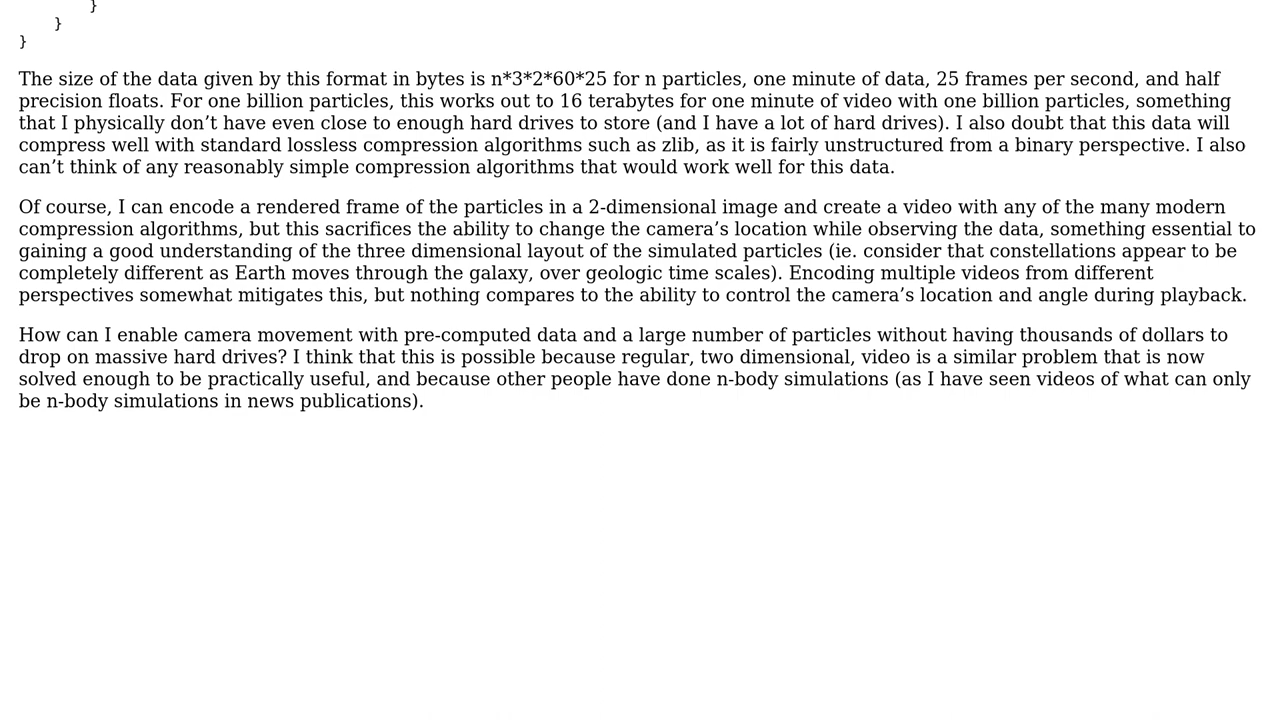 }
    }
}
The size of the data given by this format in bytes is n*3*2*60*25 for n particles, one minute of data, 25 frames per second, and half
precision floats. For one billion particles, this works out to 16 terabytes for one minute of video with one billion particles, something
that I physically don’t have even close to enough hard drives to store (and I have a lot of hard drives). I also doubt that this data will
compress well with standard lossless compression algorithms such as zlib, as it is fairly unstructured from a binary perspective. I also
can’t think of any reasonably simple compression algorithms that would work well for this data.
Of course, I can encode a rendered frame of the particles in a 2-dimensional image and create a video with any of the many modern
compression algorithms, but this sacrifices the ability to change the camera’s location while observing the data, something essential to
gaining a good understanding of the three dimensional layout of the simulated particles (ie. consider that constellations appear to be
completely different as Earth moves through the galaxy, over geologic time scales). Encoding multiple videos from different
perspectives somewhat mitigates this, but nothing compares to the ability to control the camera’s location and angle during playback.
How can I enable camera movement with pre-computed data and a large number of particles without having thousands of dollars to
drop on massive hard drives? I think that this is possible because regular, two dimensional, video is a similar problem that is now
solved enough to be practically useful, and because other people have done n-body simulations (as I have seen videos of what can only
be n-body simulations in news publications).